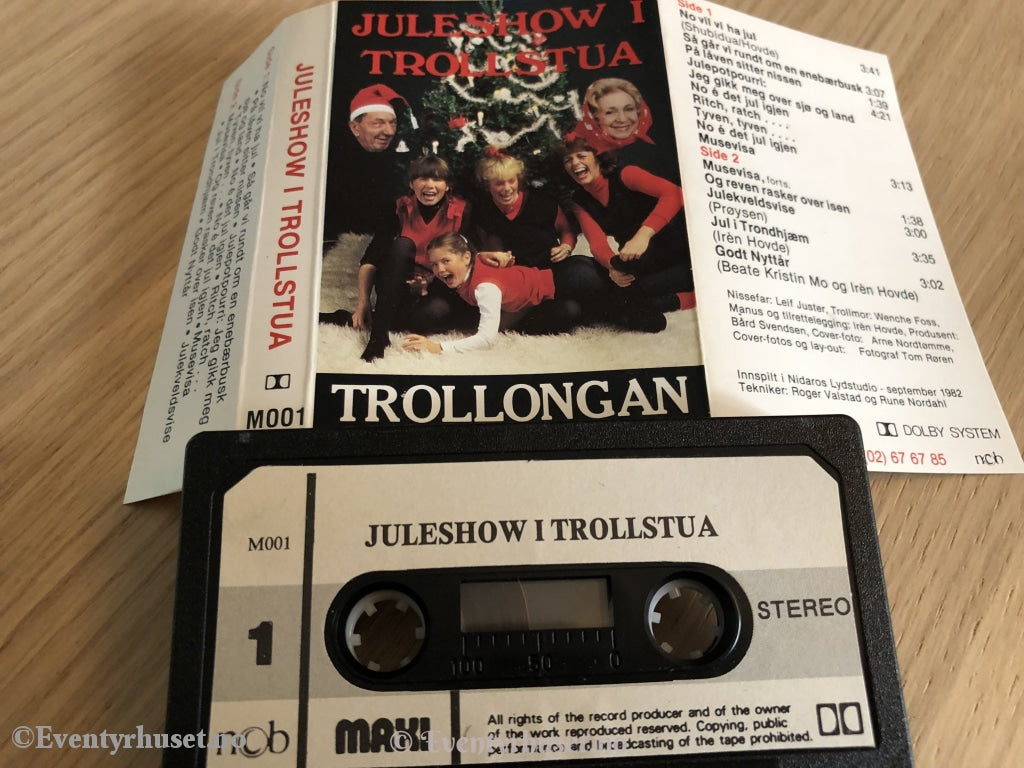 JULESHOW I
TROLLSTUA
TROLLONGAN
JULESHOW I TROLLSTUA
M001
Side 1
No vil vi ha jul
(Shubidua/Hovde) 3:41
Så går vi rundt om en enebærbusk 3:07
På låven sitter nissen 1:39
Julepotpourri: 4:21
Jeg gikk meg over sjø og land
No é det jul igjen
Ritch, ratch ....
Tyven, tyven ....
No é det jul igjen
Musevisa 3:13
Side 2
Musevisa, forts.
Og reven rasker over isen 1:38
Julekveldsvise 3:00
(Prøysen)
Jul i Trondhjæm 3:35
(Irèn Hovde)
Godt Nyttår 3:02
(Beate Kristin Mo og Irèn Hovde)
Nissefar: Leif Juster, Trollmor: Wenche Foss,
Manus og tilrettelegging: Irèn Hovde, Produsent:
Bård Svendsen, Cover-foto: Arne Nordtømme,
Cover-fotos og lay-out: Fotograf Tom Røren
Innspilt i Nidaros Lydstudio - september 1982
Tekniker: Roger Valstad og Rune Nordahl
DOLBY SYSTEM
02) 67 67 85 ncb
M001
JULESHOW I TROLLSTUA
1
STEREO
100 50 0
ncb
MAXI
All rights of the record producer and of the owner
of the work reproduced reserved. Copying, public
performance and broadcasting of the tape prohibited.
©Eventyrhuset.no
© Eventyrhuset.no